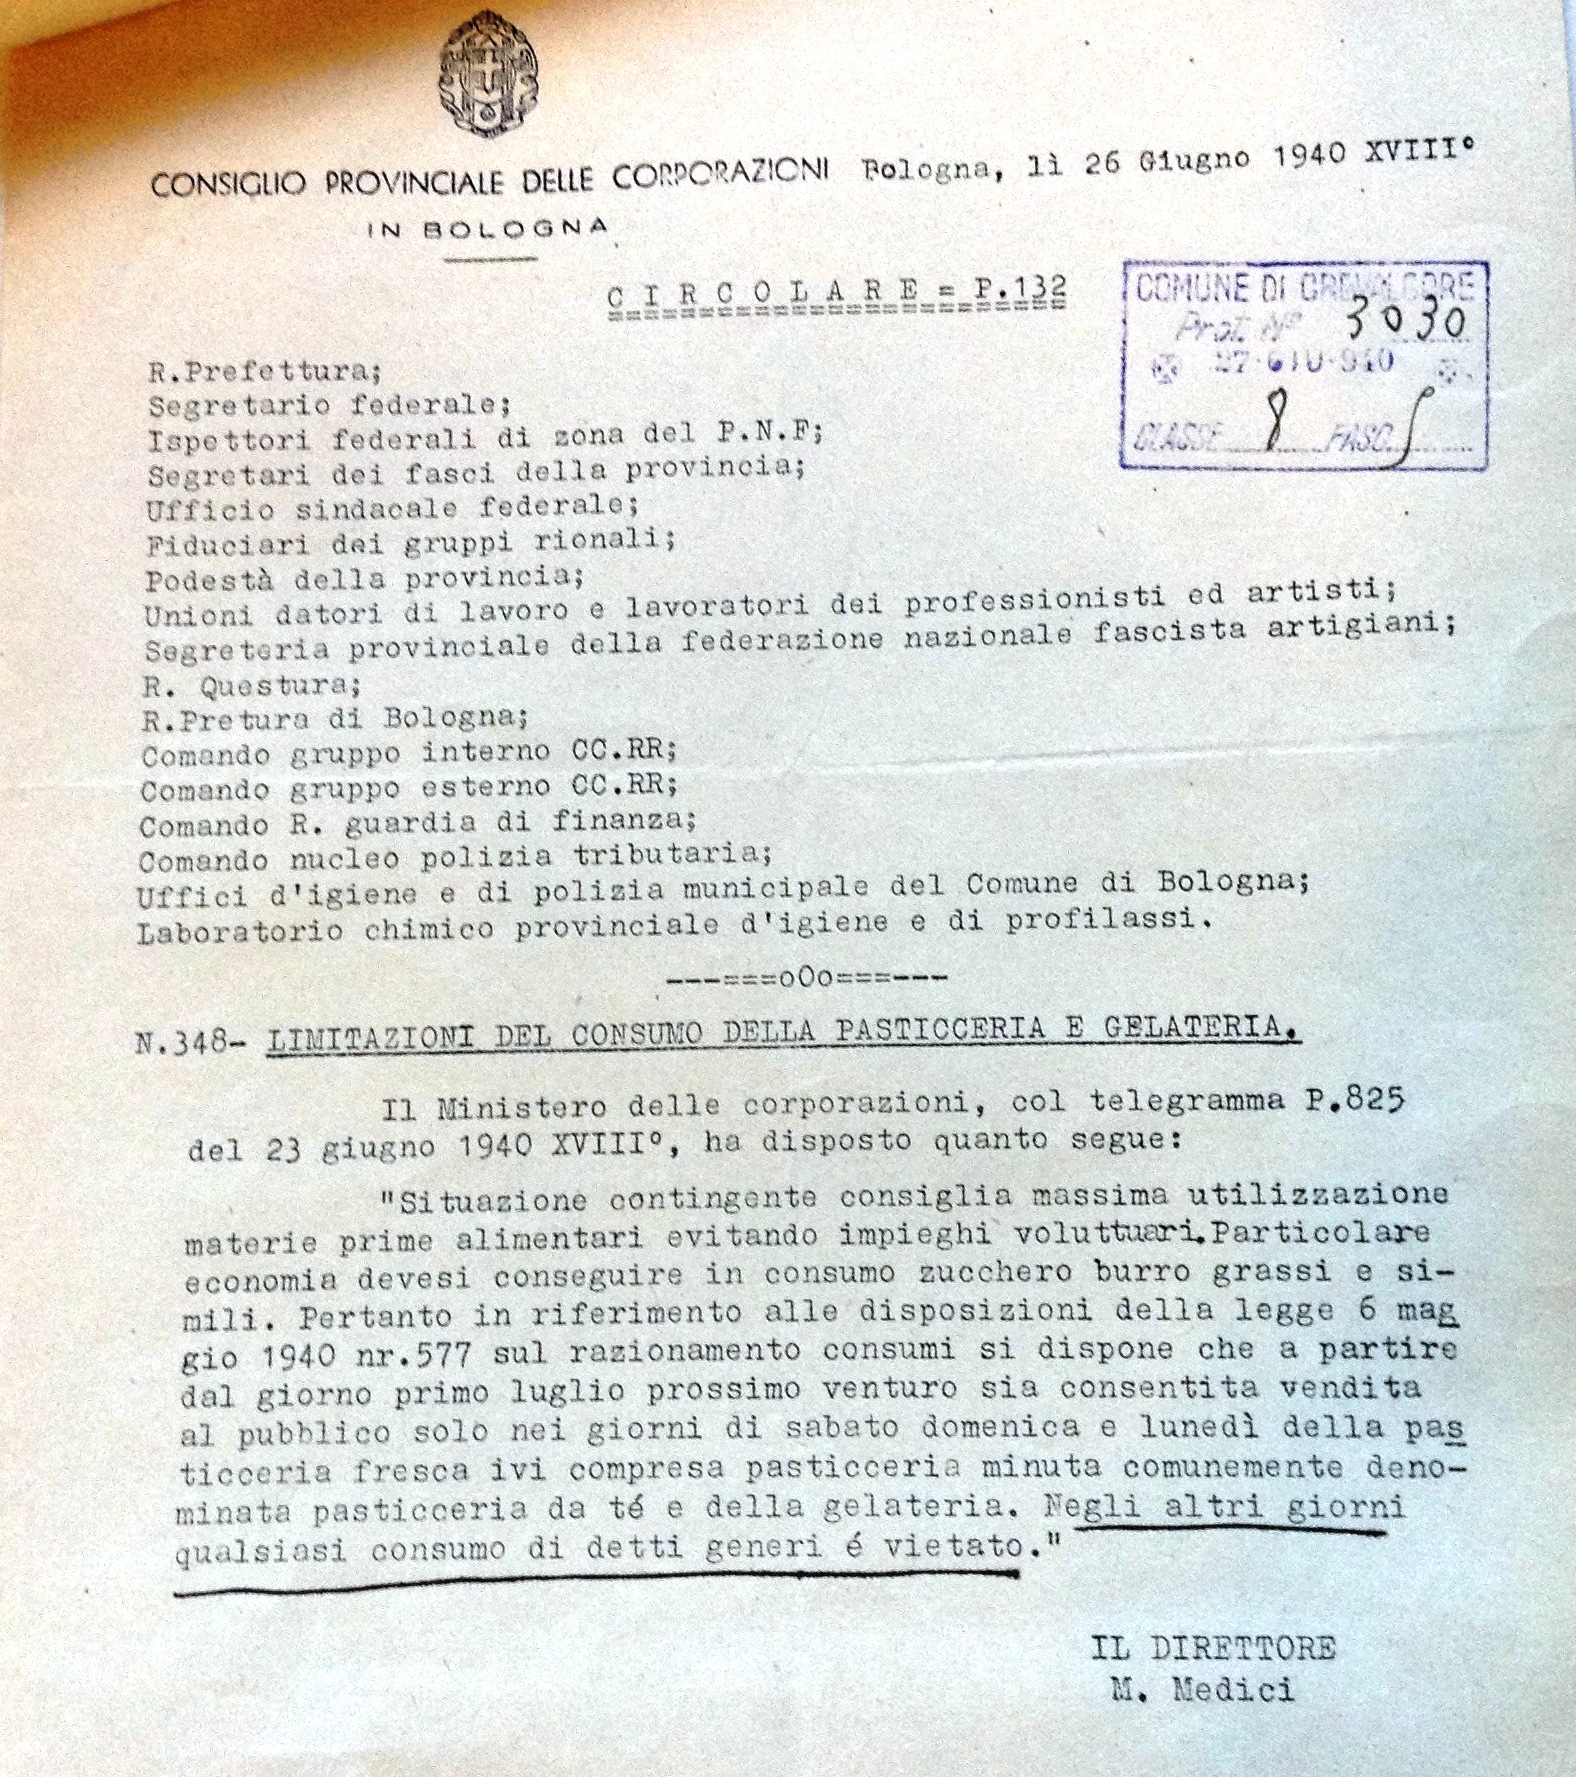 CONSIGLIO PROVINCIALE DELLE CORPORAZIONI Bologna, lì 26 Giugno 1940 XVIII°
IN BOLOGNA
CIRCOLARE = P.132
COMUNE DI CREVALCORE
Prot. N° 3030
27·GIU·940
CLASSE 8 FASC. 5
R.Prefettura;
Segretario federale;
Ispettori federali di zona del P.N.F;
Segretari dei fasci della provincia;
Ufficio sindacale federale;
Fiduciari dei gruppi rionali;
Podestà della provincia;
Unioni datori di lavoro e lavoratori dei professionisti ed artisti;
Segreteria provinciale della federazione nazionale fascista artigiani;
R. Questura;
R.Pretura di Bologna;
Comando gruppo interno CC.RR;
Comando gruppo esterno CC.RR;
Comando R. guardia di finanza;
Comando nucleo polizia tributaria;
Uffici d'igiene e di polizia municipale del Comune di Bologna;
Laboratorio chimico provinciale d'igiene e di profilassi.
---===oOo===---
N.348- LIMITAZIONI DEL CONSUMO DELLA PASTICCERIA E GELATERIA.
Il Ministero delle corporazioni, col telegramma P.825
del 23 giugno 1940 XVIII°, ha disposto quanto segue:
"Situazione contingente consiglia massima utilizzazione
materie prime alimentari evitando impieghi voluttuari.Particolare
economia devesi conseguire in consumo zucchero burro grassi e si-
mili. Pertanto in riferimento alle disposizioni della legge 6 mag
gio 1940 nr.577 sul razionamento consumi si dispone che a partire
dal giorno primo luglio prossimo venturo sia consentita vendita
al pubblico solo nei giorni di sabato domenica e lunedì della pas
ticceria fresca ivi compresa pasticceria minuta comunemente deno-
minata pasticceria da té e della gelateria. Negli altri giorni
qualsiasi consumo di detti generi é vietato."
IL DIRETTORE
M. Medici